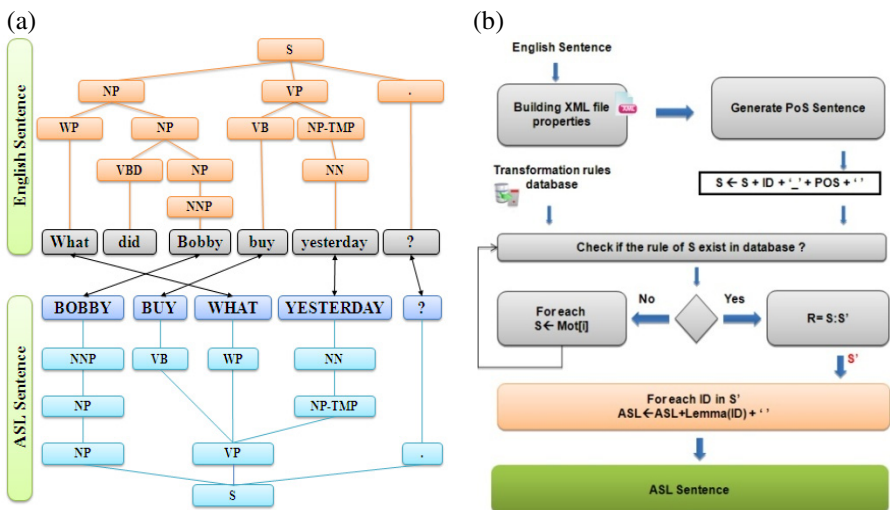 (a)
English Sentence
S
NP VP .
WP NP VB NP-TMP
VBD NP NN
NNP
What did Bobby buy yesterday ?
ASL Sentence
BOBBY BUY WHAT YESTERDAY ?
NNP VB WP NN
NP NP-TMP
NP VP .
S
(b)
English Sentence
Building XML file
properties
XML
Generate PoS Sentence
Transformation rules
database
S ← S + ID + ‘_’ + POS + ‘ ’
Check if the rule of S exist in database ?
For each
S← Mot[i]
No
Yes
R= S:S’
S’
For each ID in S’
ASL←ASL+Lemma(ID) + ‘ ’
ASL Sentence